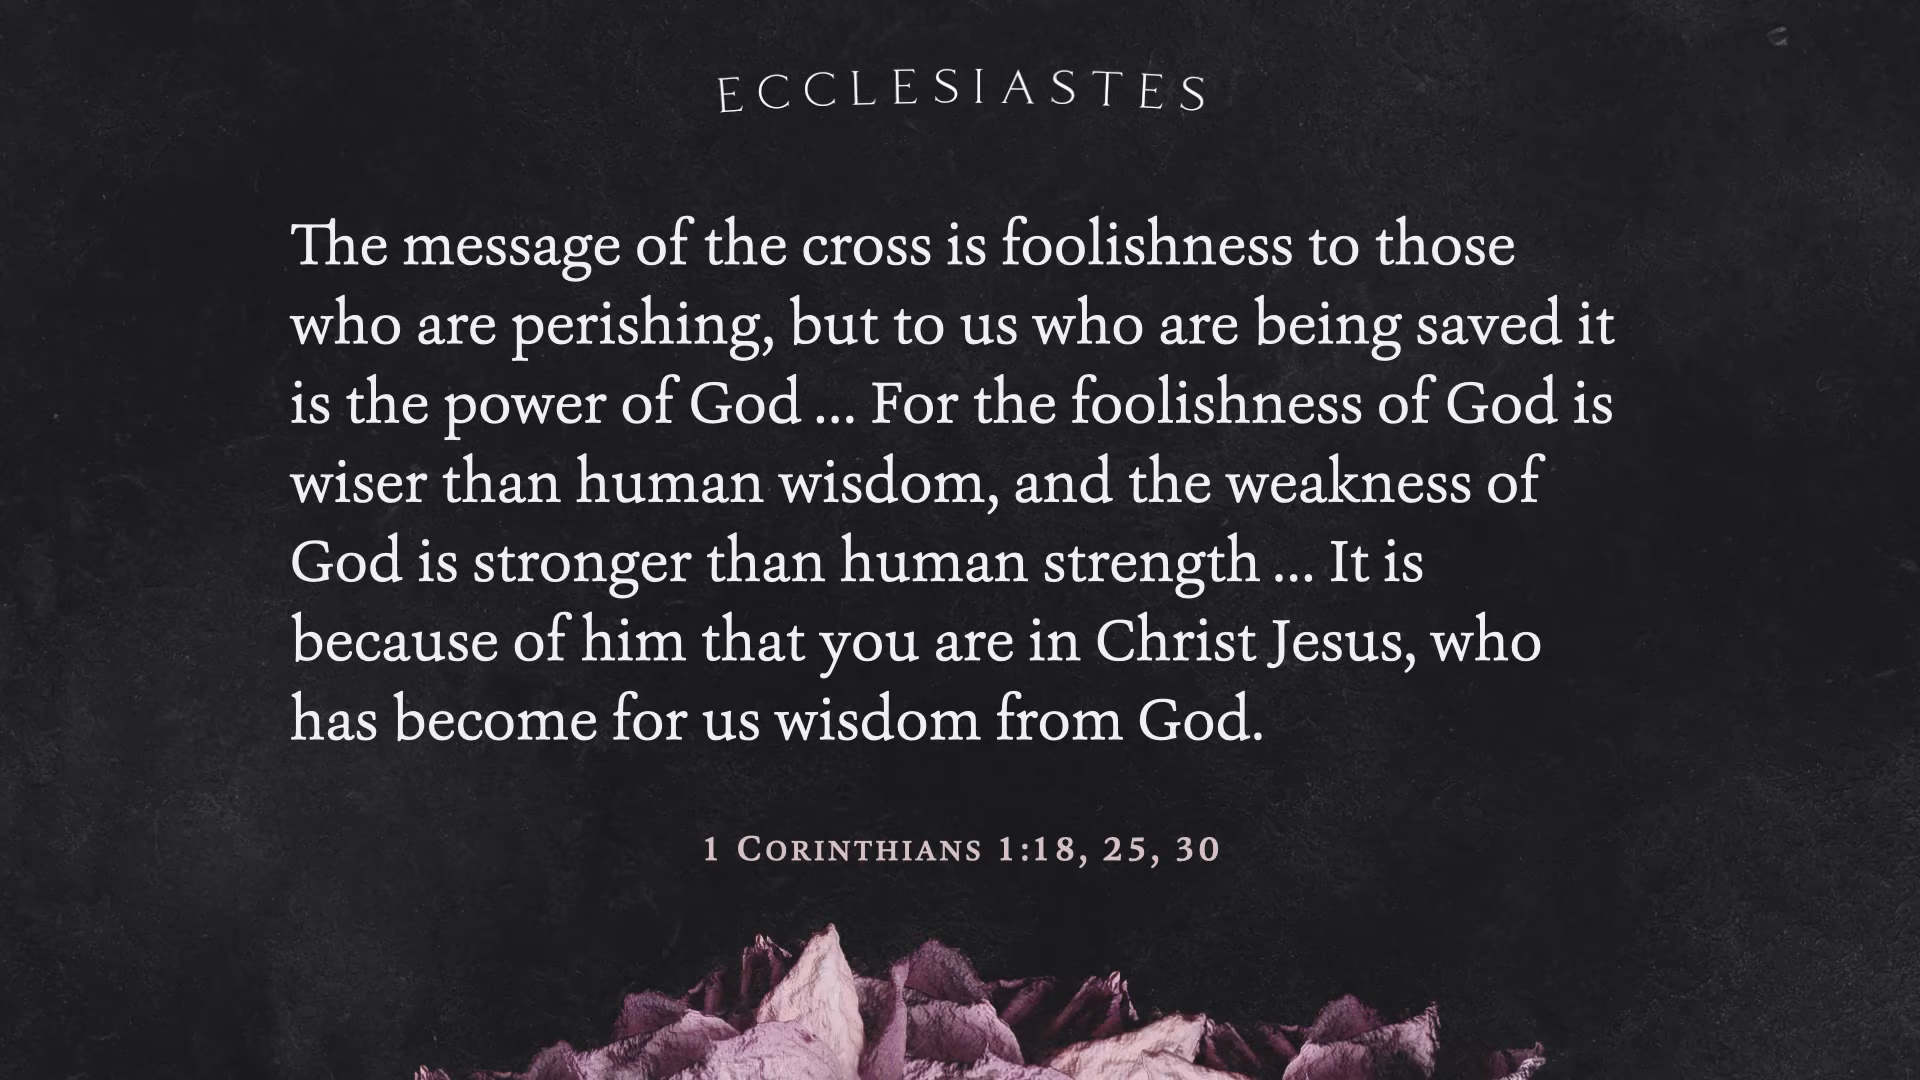 ECCLESIASTES
The message of the cross is foolishness to those
who are perishing, but to us who are being saved it
is the power of God ... For the foolishness of God is
wiser than human wisdom, and the weakness of
God is stronger than human strength ... It is
because of him that you are in Christ Jesus, who
has become for us wisdom from God.
1 Corinthians 1:18, 25, 30